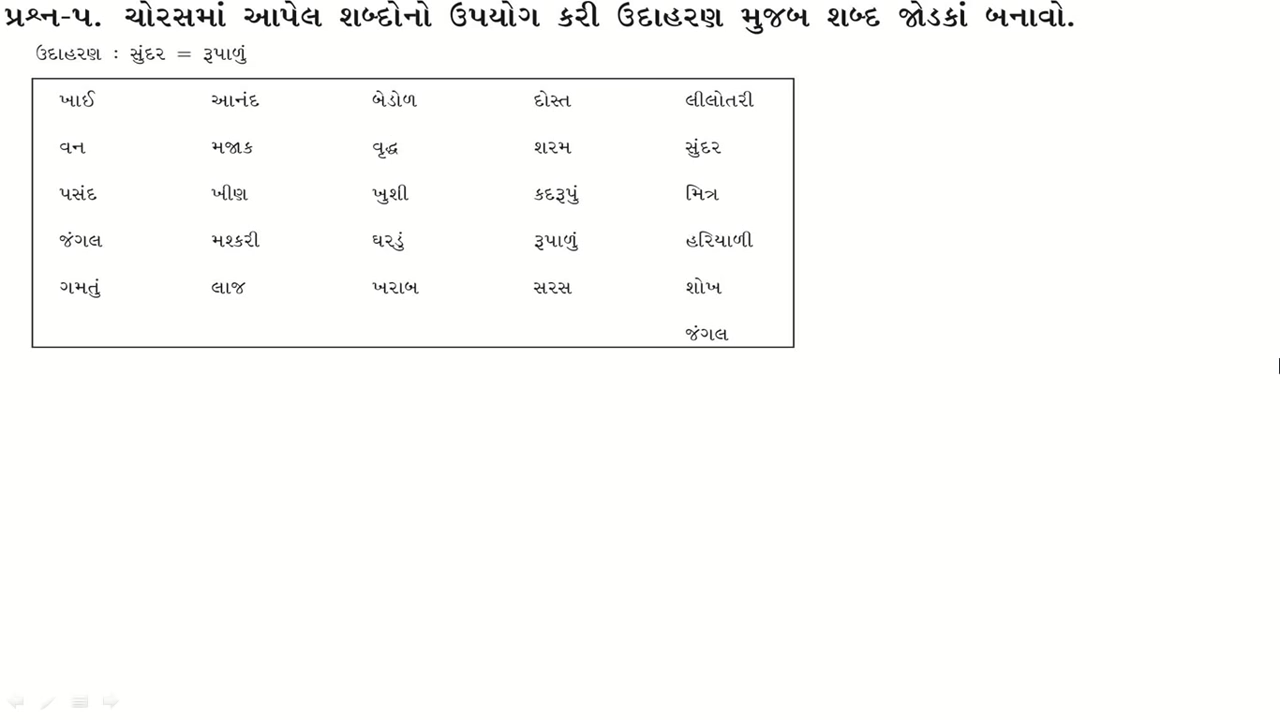 પ્રશ્ન-૫. ચોરસમાં આપેલ શબ્દોનો ઉપયોગ કરી ઉદાહરણ મુજબ શબ્દ જોડકાં બનાવો.
ઉદાહરણ : સુંદર = રૂપાળું
ખાઈ આનંદ બેડોળ દોસ્ત લીલોતરી
વન મજાક વૃદ્ધ શરમ સુંદર
પસંદ ખીણ ખુશી કદરૂપું મિત્ર
જંગલ મશ્કરી ઘરડું રૂપાળું હરિયાળી
ગમતું લાજ ખરાબ સરસ શોખ
જંગલ